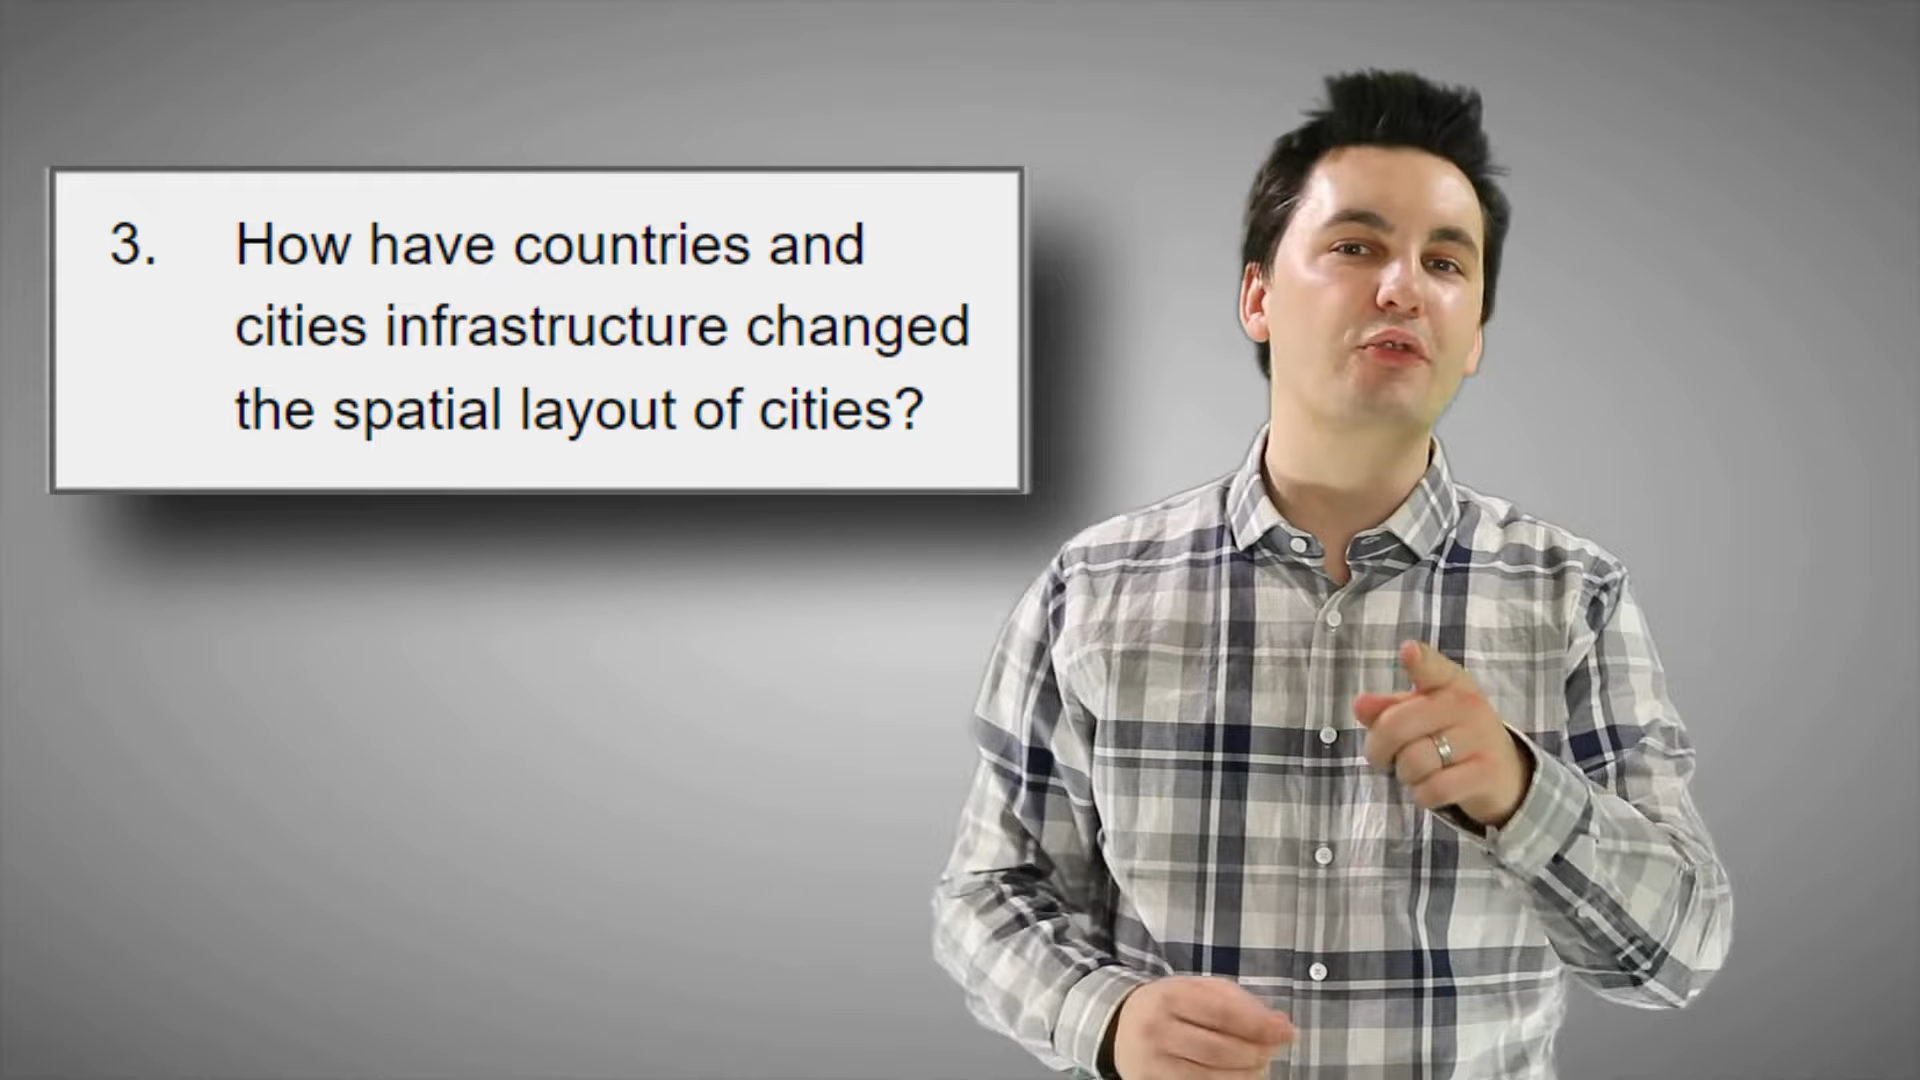 3. How have countries and
cities infrastructure changed
the spatial layout of cities?